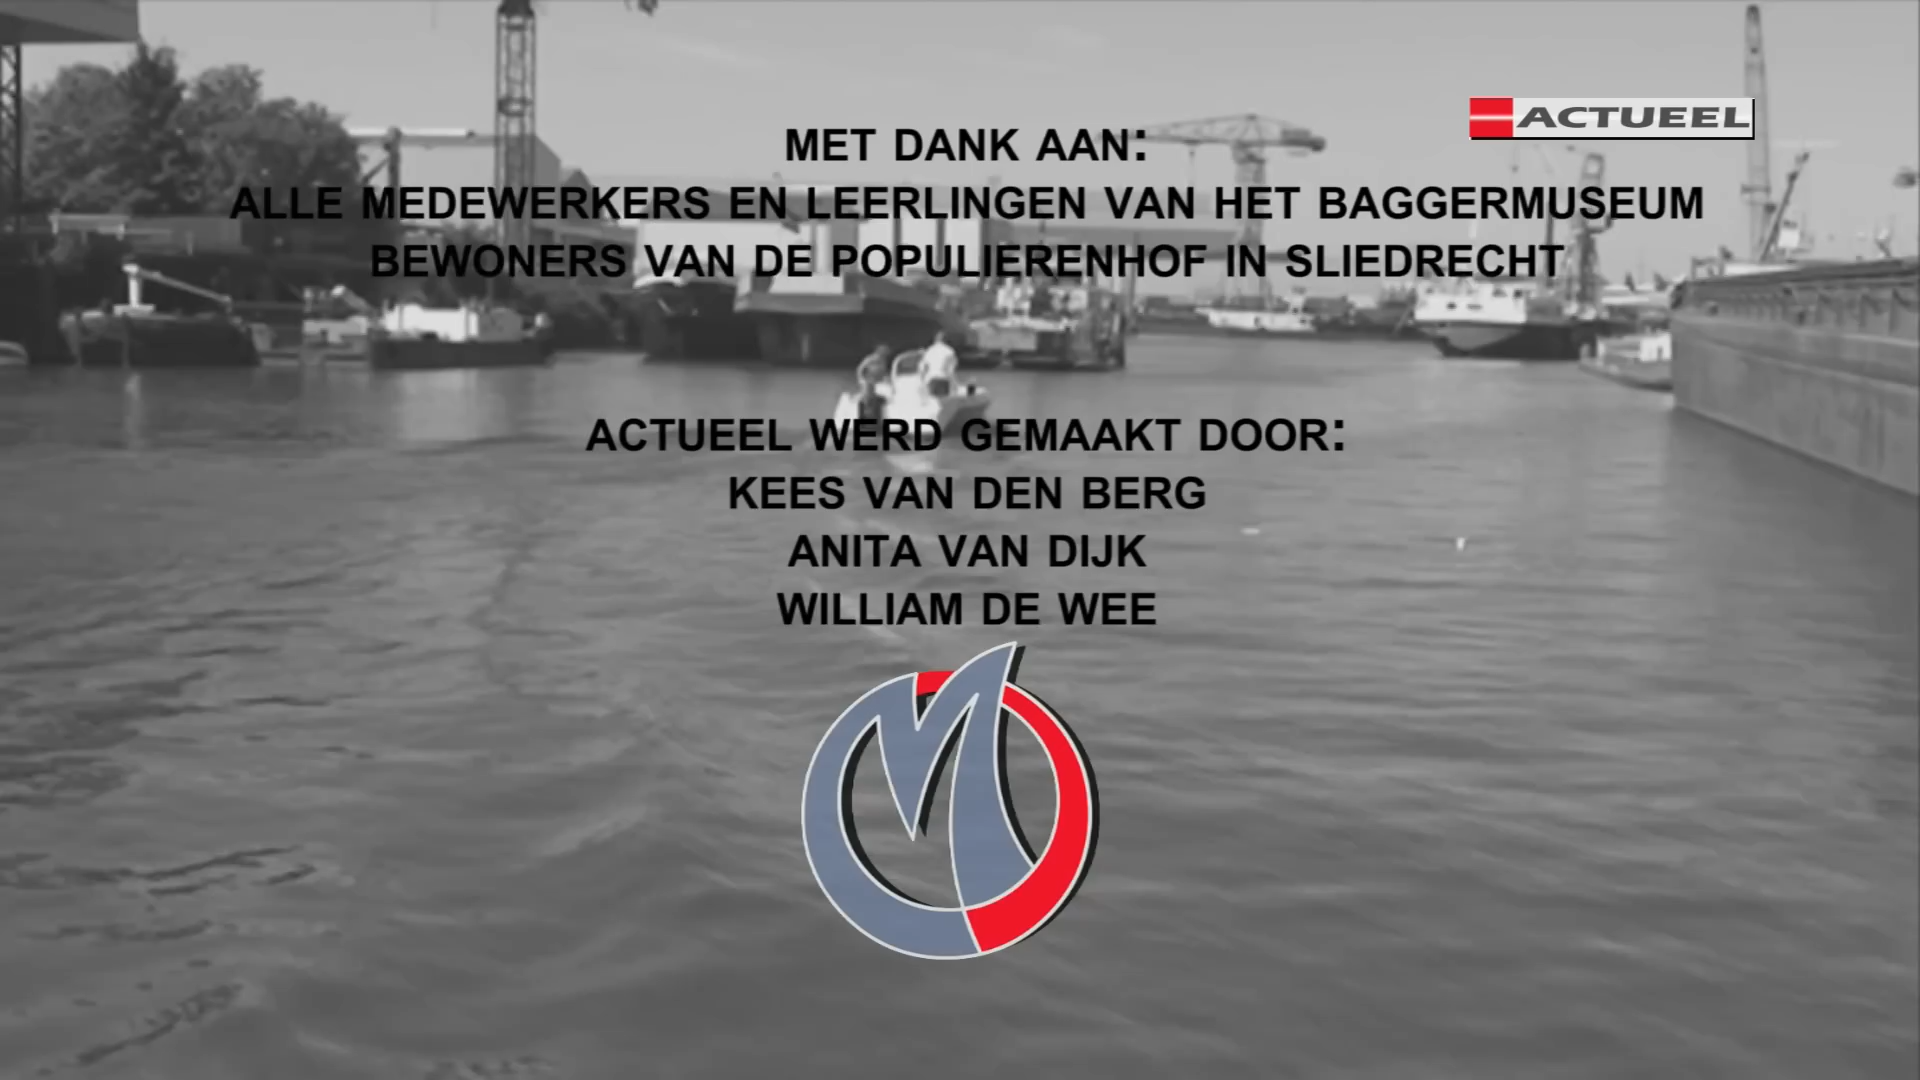 ACTUEEL
MET DANK AAN:
ALLE MEDEWERKERS EN LEERLINGEN VAN HET BAGGERMUSEUM
BEWONERS VAN DE POPULIERENHOF IN SLIEDRECHT
ACTUEEL WERD GEMAAKT DOOR:
KEES VAN DEN BERG
ANITA VAN DIJK
WILLIAM DE WEE